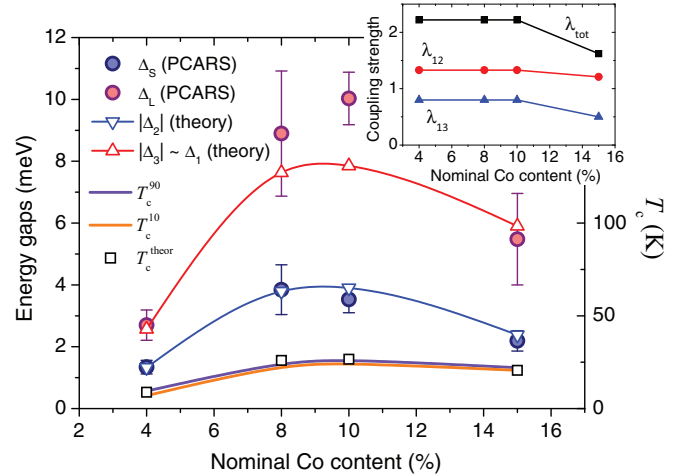 12
10
8
6
4
2
0
Energy gaps (meV)
Δ_S (PCARS)
Δ_L (PCARS)
|Δ_2| (theory)
|Δ_3| ~ Δ_1 (theory)
T_c^90
T_c^10
T_c^theor
2 4 6 8 10 12 14 16
Nominal Co content (%)
100
50
0
T_c (K)
2
1
0
Coupling strength
λ_tot
λ_12
λ_13
4 6 8 10 12 14 16
Nominal Co content (%)